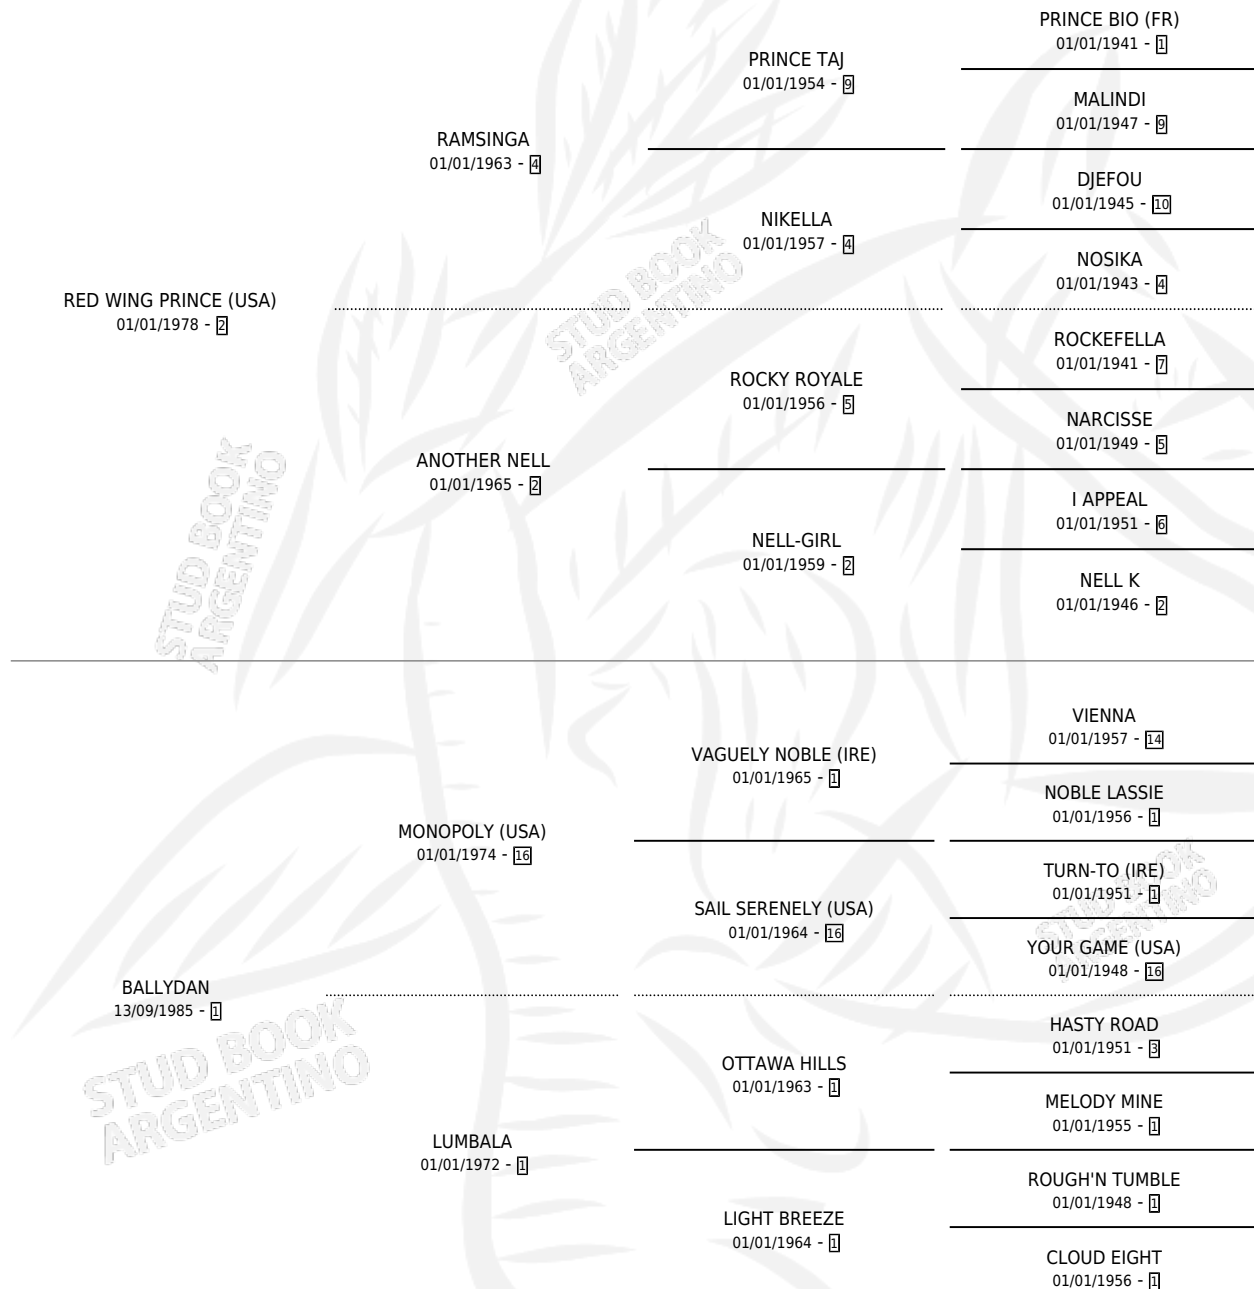 PRINCE BIO (FR)
01/01/1941 - 1
PRINCE TAJ
01/01/1954 - 9
MALINDI
01/01/1947 - 9
RAMSINGA
01/01/1963 - 4
DJEFOU
01/01/1945 - 10
NIKELLA
01/01/1957 - 4
NOSIKA
01/01/1943 - 4
RED WING PRINCE (USA)
01/01/1978 - 2
ROCKEFELLA
01/01/1941 - 7
ROCKY ROYALE
01/01/1956 - 5
NARCISSE
01/01/1949 - 5
ANOTHER NELL
01/01/1965 - 2
I APPEAL
01/01/1951 - 6
NELL-GIRL
01/01/1959 - 2
NELL K
01/01/1946 - 2
VIENNA
01/01/1957 - 14
VAGUELY NOBLE (IRE)
01/01/1965 - 1
NOBLE LASSIE
01/01/1956 - 1
MONOPOLY (USA)
01/01/1974 - 16
TURN-TO (IRE)
01/01/1951 - 1
SAIL SERENELY (USA)
01/01/1964 - 16
YOUR GAME (USA)
01/01/1948 - 16
BALLYDAN
13/09/1985 - 1
HASTY ROAD
01/01/1951 - 3
OTTAWA HILLS
01/01/1963 - 1
MELODY MINE
01/01/1955 - 1
LUMBALA
01/01/1972 - 1
ROUGH'N TUMBLE
01/01/1948 - 1
LIGHT BREEZE
01/01/1964 - 1
CLOUD EIGHT
01/01/1956 - 1
STUD BOOK
ARGENTINO
STUD BOOK
ARGENTINO
STUD BOOK
ARGENTINO
STUD BOOK
ARGENTINO